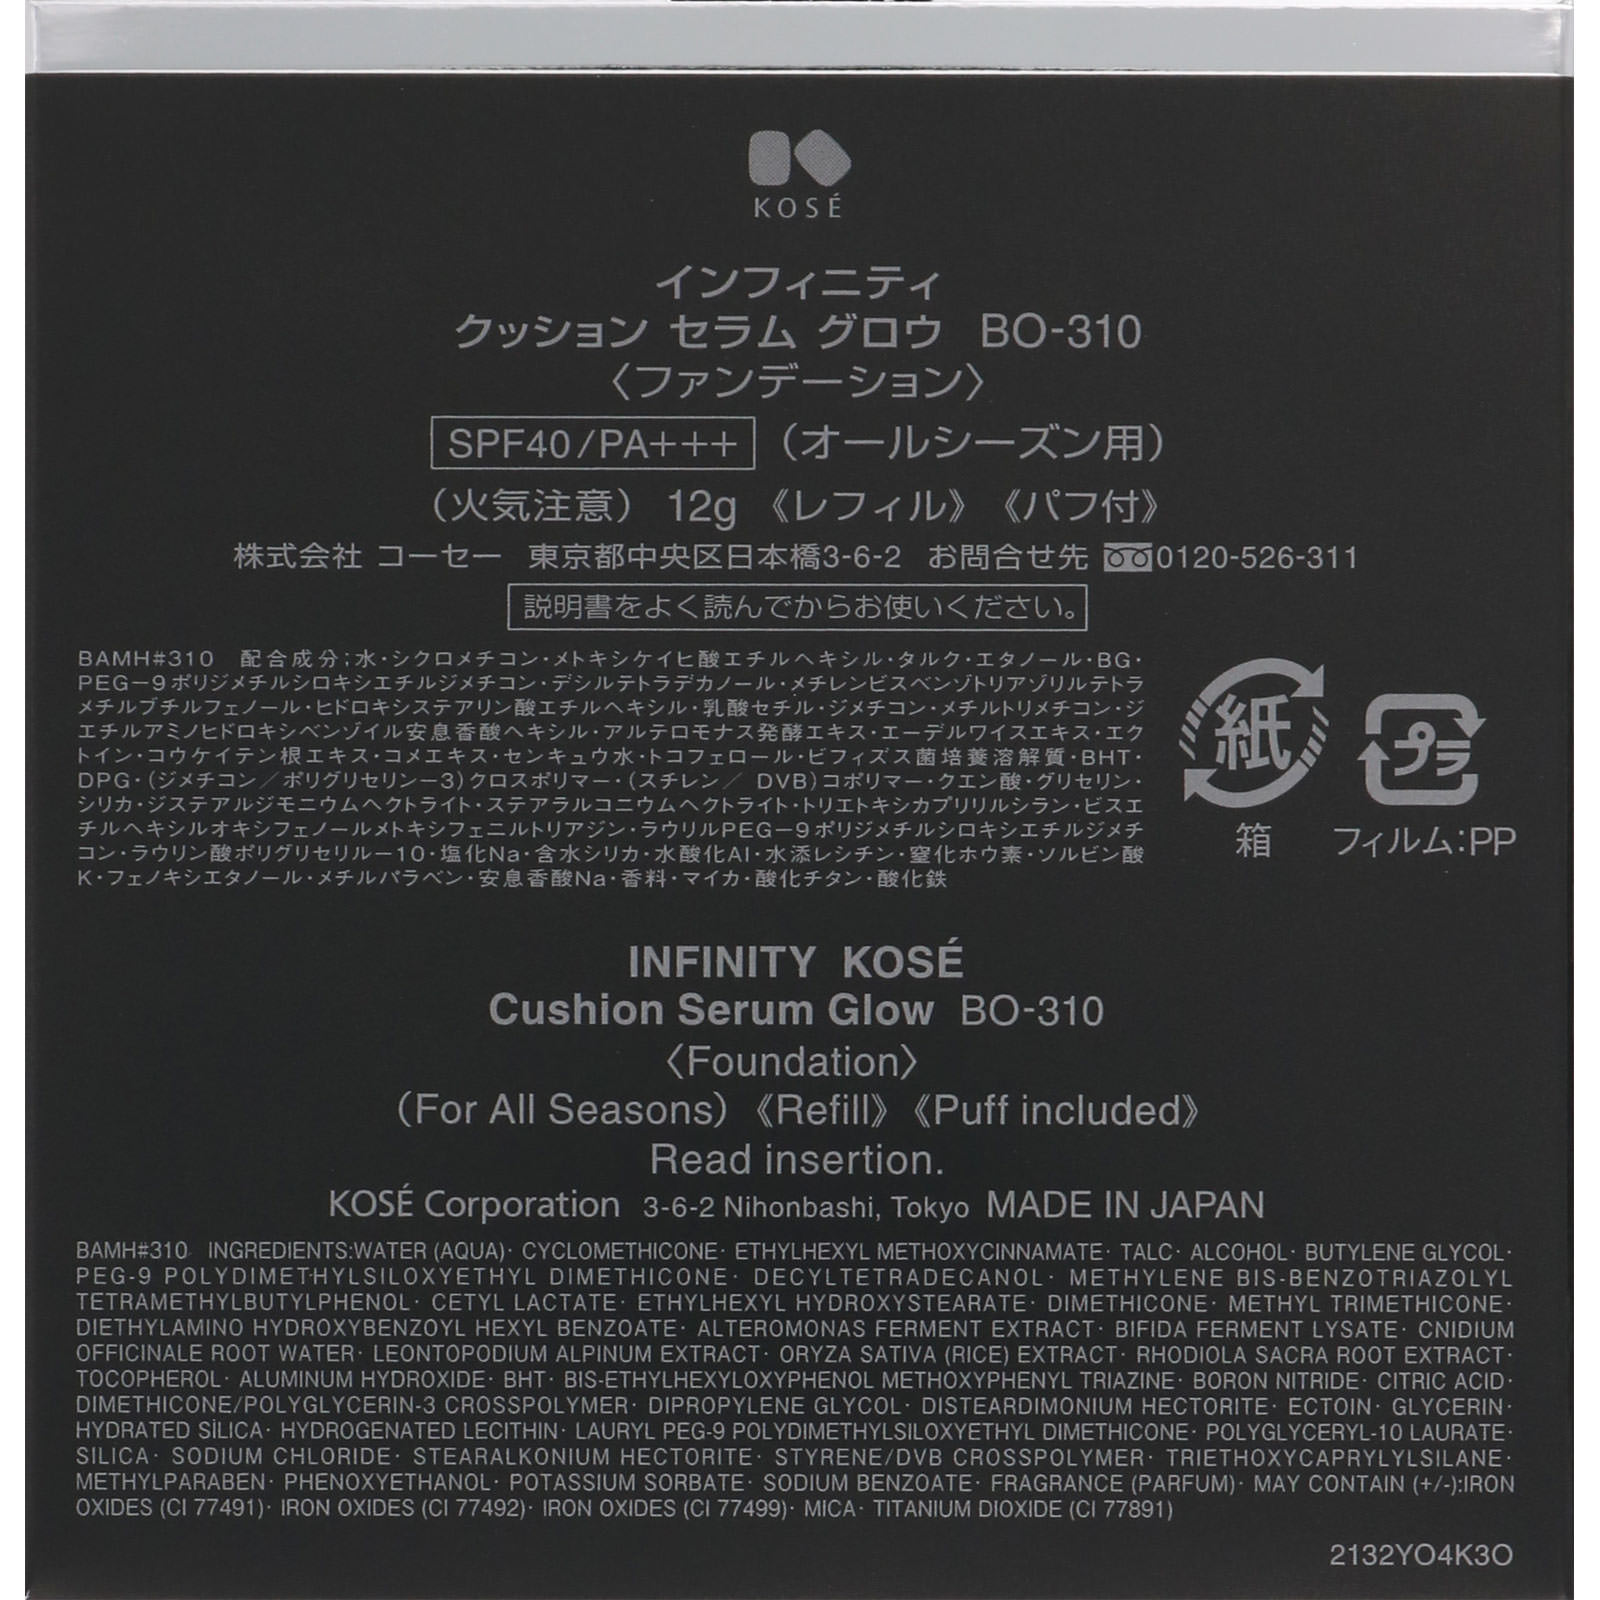 KOSÉ
インフィニティ
クッション セラム グロウ BO-310
〈ファンデーション〉
SPF40/PA+++ (オールシーズン用)
(火気注意) 12g 《レフィル》 《パフ付》
株式会社 コーセー 東京都中央区日本橋3-6-2 お問合せ先 0120-526-311
説明書をよく読んでからお使いください。
BAMH#310 配合成分;水・シクロメチコン・メトキシケイヒ酸エチルヘキシル・タルク・エタノール・BG・
PEG-9ポリジメチルシロキシエチルジメチコン・デシルテトラデカノール・メチレンビスベンゾトリアゾリルテトラ
メチルブチルフェノール・ヒドロキシステアリン酸エチルヘキシル・乳酸セチル・ジメチコン・メチルトリメチコン・ジ
エチルアミノヒドロキシベンゾイル安息香酸ヘキシル・アルテロモナス発酵エキス・エーデルワイスエキス・エク
トイン・コウケイテン根エキス・コメエキス・センキュウ水・トコフェロール・ビフィズス菌培養溶解質・BHT・
DPG・(ジメチコン/ポリグリセリン-3)クロスポリマー・(スチレン/ DVB)コポリマー・クエン酸・グリセリン・
シリカ・ジステアルジモニウムヘクトライト・ステアラルコニウムヘクトライト・トリエトキシカプリリルシラン・ビスエ
チルヘキシルオキシフェノールメトキシフェニルトリアジン・ラウリルPEG-9ポリジメチルシロキシエチルジメチ
コン・ラウリン酸ポリグリセリル-10・塩化Na・含水シリカ・水酸化Al・水添レシチン・窒化ホウ素・ソルビン酸
K・フェノキシエタノール・メチルパラベン・安息香酸Na・香料・マイカ・酸化チタン・酸化鉄
紙
箱
プラ
フィルム:PP
INFINITY KOSÉ
Cushion Serum Glow BO-310
〈Foundation〉
(For All Seasons) 《Refill》 《Puff included》
Read insertion.
KOSÉ Corporation 3-6-2 Nihonbashi, Tokyo MADE IN JAPAN
BAMH#310 INGREDIENTS:WATER (AQUA)· CYCLOMETHICONE· ETHYLHEXYL METHOXYCINNAMATE· TALC· ALCOHOL· BUTYLENE GLYCOL·
PEG-9 POLYDIMETHYLSILOXYETHYL DIMETHICONE· DECYLTETRADECANOL· METHYLENE BIS-BENZOTRIAZOLYL
TETRAMETHYLBUTYLPHENOL· CETYL LACTATE· ETHYLHEXYL HYDROXYSTEARATE· DIMETHICONE· METHYL TRIMETHICONE·
DIETHYLAMINO HYDROXYBENZOYL HEXYL BENZOATE· ALTEROMONAS FERMENT EXTRACT· BIFIDA FERMENT LYSATE· CNIDIUM
OFFICINALE ROOT WATER· LEONTOPODIUM ALPINUM EXTRACT· ORYZA SATIVA (RICE) EXTRACT· RHODIOLA SACRA ROOT EXTRACT·
TOCOPHEROL· ALUMINUM HYDROXIDE· BHT· BIS-ETHYLHEXYLOXYPHENOL METHOXYPHENYL TRIAZINE· BORON NITRIDE· CITRIC ACID·
DIMETHICONE/POLYGLYCERIN-3 CROSSPOLYMER· DIPROPYLENE GLYCOL· DISTEARDIMONIUM HECTORITE· ECTOIN· GLYCERIN·
HYDRATED SILICA· HYDROGENATED LECITHIN· LAURYL PEG-9 POLYDIMETHYLSILOXYETHYL DIMETHICONE· POLYGLYCERYL-10 LAURATE·
SILICA· SODIUM CHLORIDE· STEARALKONIUM HECTORITE· STYRENE/DVB CROSSPOLYMER· TRIETHOXYCAPRYLYLSILANE·
METHYLPARABEN· PHENOXYETHANOL· POTASSIUM SORBATE· SODIUM BENZOATE· FRAGRANCE (PARFUM)· MAY CONTAIN (+/-):IRON
OXIDES (CI 77491)· IRON OXIDES (CI 77492)· IRON OXIDES (CI 77499)· MICA· TITANIUM DIOXIDE (CI 77891)
2132YO4K3O